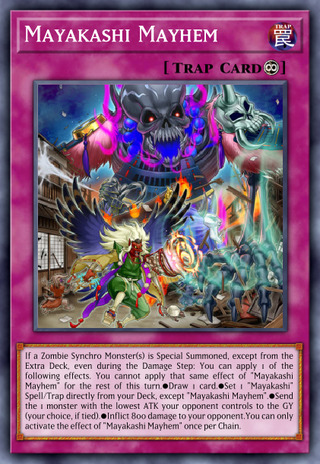 Mayakashi Mayhem
TRAP
罠
[Trap Card]
If a Zombie Synchro Monster(s) is Special Summoned, except from the
Extra Deck, even during the Damage Step: You can apply 1 of the
following effects. You cannot apply that same effect of "Mayakashi
Mayhem" for the rest of this turn.●Draw 1 card.●Set 1 "Mayakashi"
Spell/Trap directly from your Deck, except "Mayakashi Mayhem".●Send
the 1 monster with the lowest ATK your opponent controls to the GY
(your choice, if tied).●Inflict 800 damage to your opponent.You can only
activate the effect of "Mayakashi Mayhem" once per Chain.